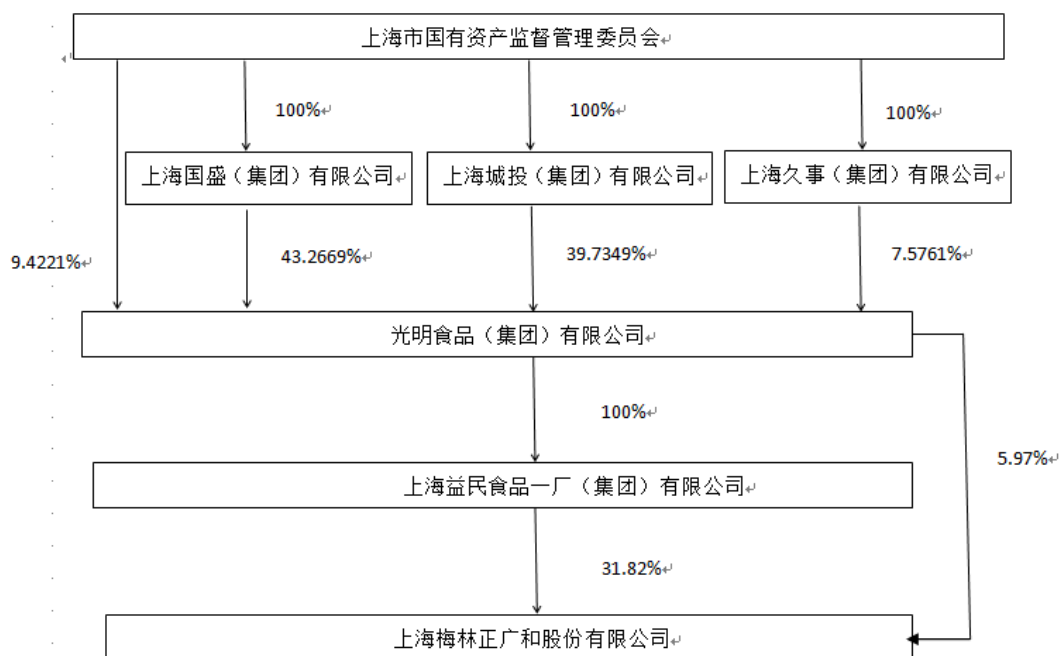 上海市国有资产监督管理委员会
100%
100%
100%
上海国盛（集团）有限公司
上海城投（集团）有限公司
上海久事（集团）有限公司
9.4221%
43.2669%
39.7349%
7.5761%
光明食品（集团）有限公司
100%
5.97%
上海益民食品一厂（集团）有限公司
31.82%
上海梅林正广和股份有限公司